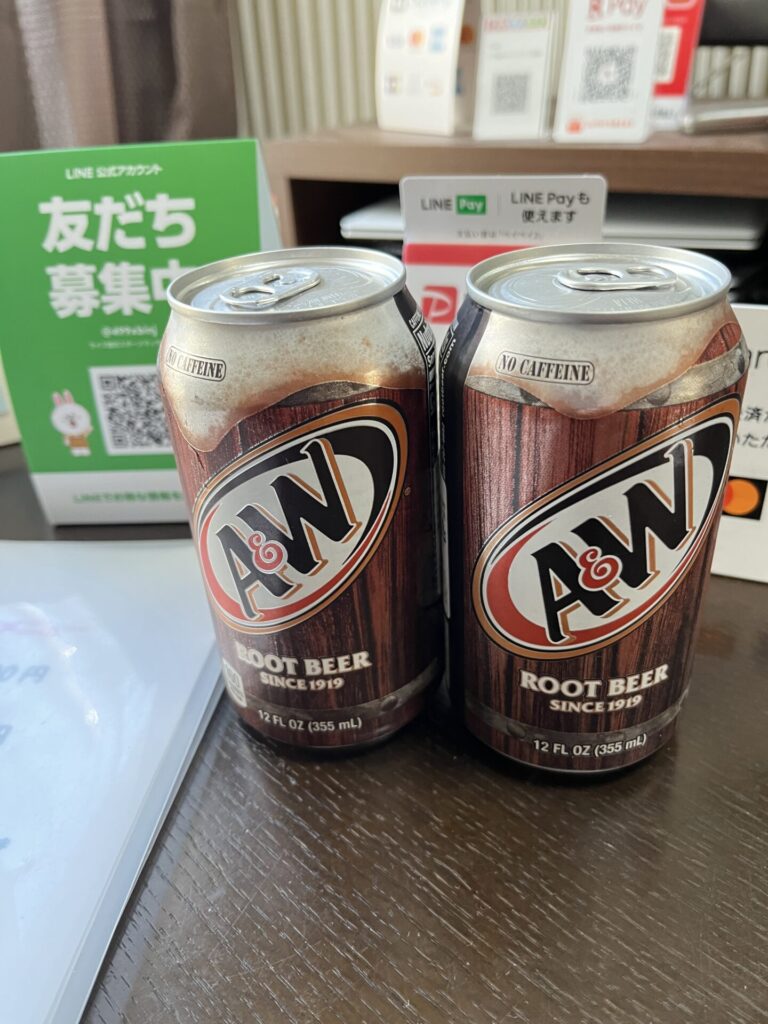 Pay
LINE 公式アカウント
友だち
募集中
LINE Pay
LINE Payも
使えます
NO CAFFEINE
A&W
ROOT BEER
SINCE 1919
12 FL OZ (355 mL)
NO CAFFEINE
A&W
ROOT BEER
SINCE 1919
12 FL OZ (355 mL)